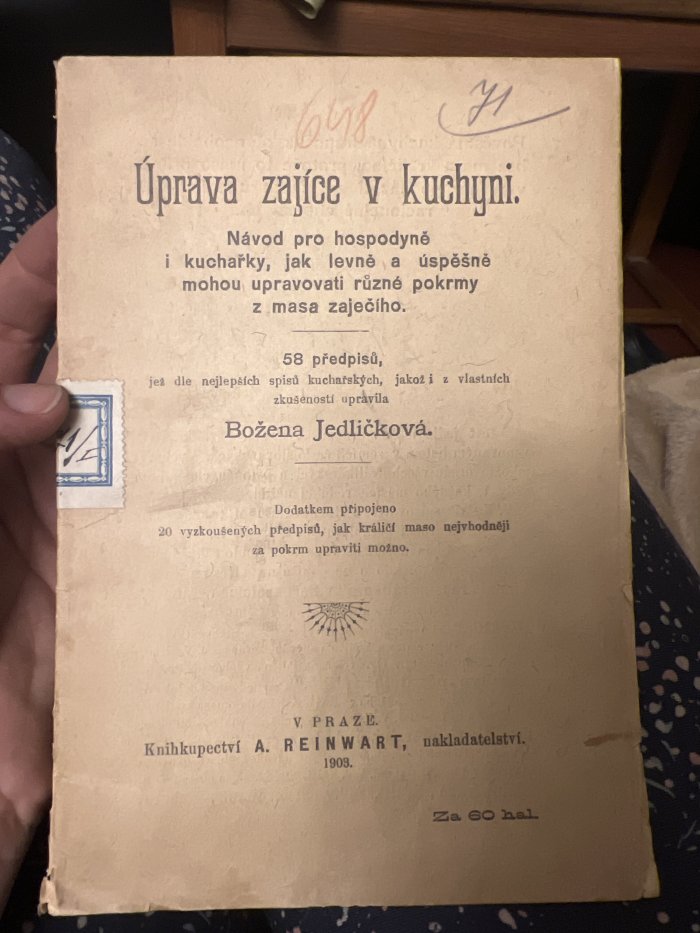 648
71
Úprava zajíce v kuchyni.
Návod pro hospodyně
i kuchařky, jak levně a úspěšně
mohou upravovati různé pokrmy
z masa zaječího.
58 předpisů,
jež dle nejlepších spisů kuchařských, jakož i z vlastních
zkušeností upravila
Božena Jedličková.
Dodatkem připojeno
20 vyzkoušených předpisů, jak králičí maso nejvhodněji
za pokrm upraviti možno.
V PRAZE.
Knihkupectví A. REINWART, nakladatelství.
1903.
Za 60 hal.